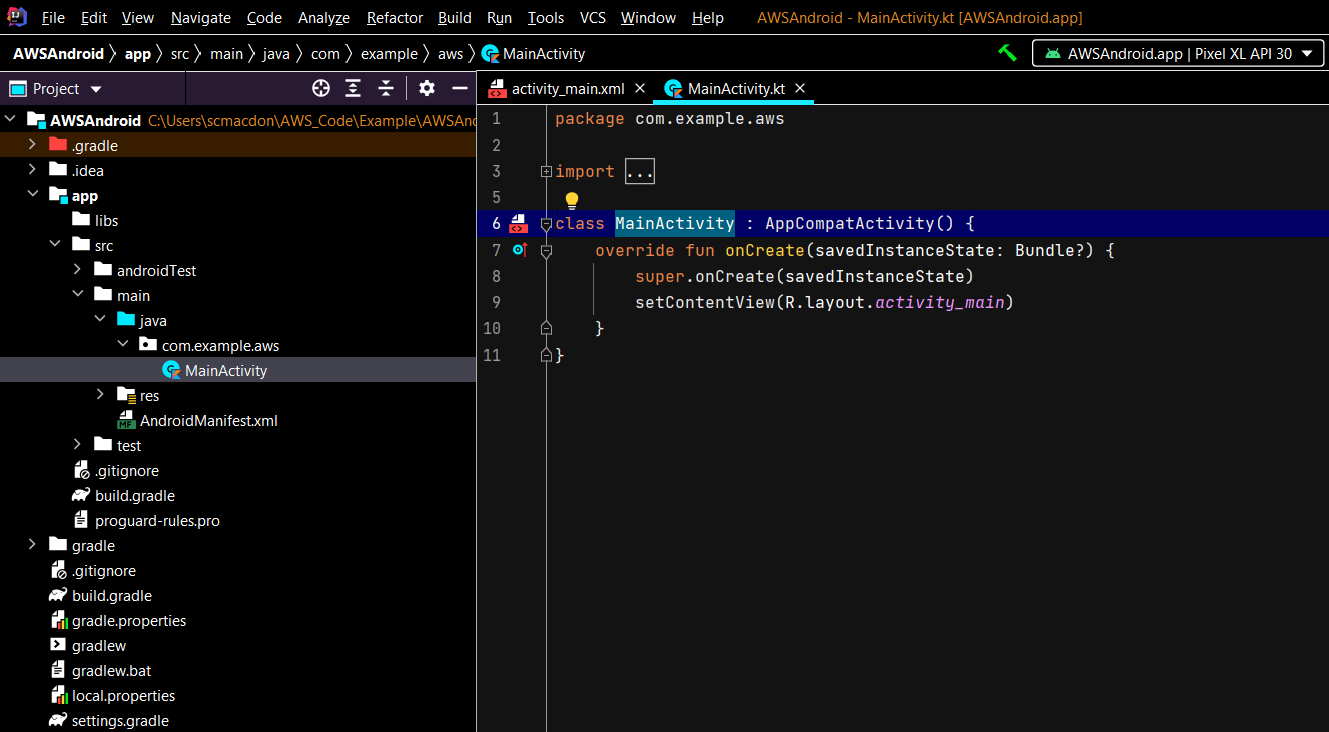 File Edit View Navigate Code Analyze Refactor Build Run Tools VCS Window Help AWSAndroid - MainActivity.kt [AWSAndroid.app]
AWSAndroid app src main java com example aws MainActivity AWSAndroid.app | Pixel XL API 30
Project
activity_main.xml MainActivity.kt
AWSAndroid C:\Users\scmacdon\AWS_Code\Example\AWSAnd
.gradle
.idea
app
libs
src
androidTest
main
java
com.example.aws
MainActivity
res
AndroidManifest.xml
test
.gitignore
build.gradle
proguard-rules.pro
gradle
.gitignore
build.gradle
gradle.properties
gradlew
gradlew.bat
local.properties
settings.gradle
1 package com.example.aws
2
3 import ...
5
6 class MainActivity : AppCompatActivity() {
7 override fun onCreate(savedInstanceState: Bundle?) {
8 super.onCreate(savedInstanceState)
9 setContentView(R.layout.activity_main)
10 }
11 }